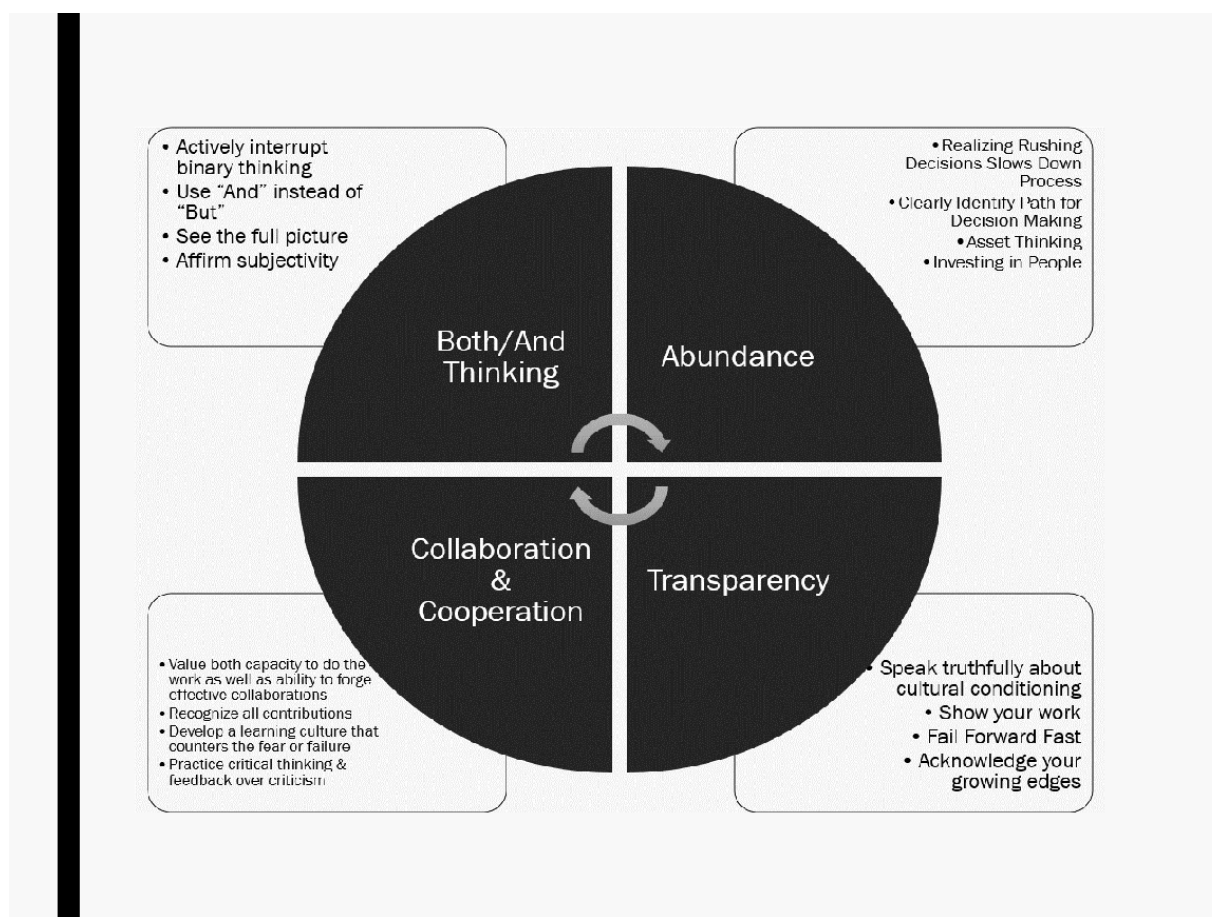 • Actively interrupt
binary thinking
• Use “And” instead of
“But”
• See the full picture
• Affirm subjectivity
•Realizing Rushing
Decisions Slows Down
Process
•Clearly Identify Path for
Decision Making
•Asset Thinking
•Investing in People
Both/And
Thinking
Abundance
Collaboration
&
Cooperation
Transparency
• Value both capacity to do the
work as well as ability to forge
effective collaborations
• Recognize all contributions
• Develop a learning culture that
counters the fear or failure
• Practice critical thinking &
feedback over criticism
• Speak truthfully about
cultural conditioning
• Show your work
• Fail Forward Fast
• Acknowledge your
growing edges